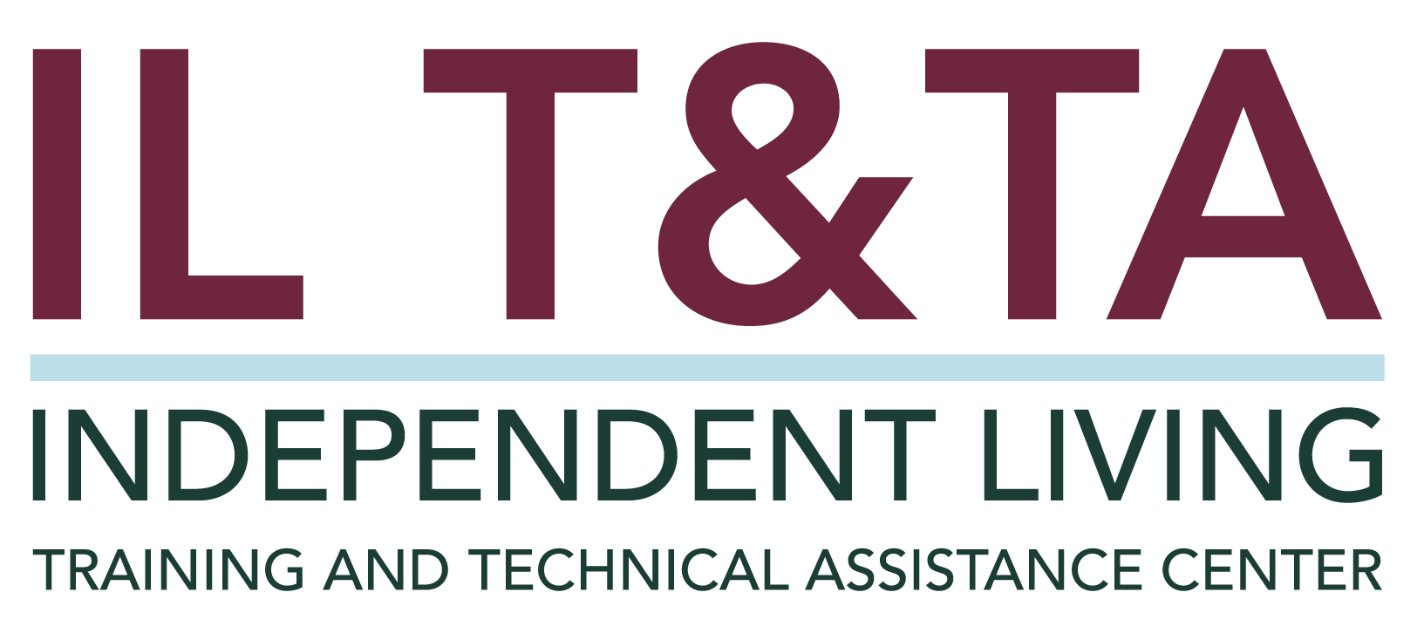 IL T&TA
INDEPENDENT LIVING
TRAINING AND TECHNICAL ASSISTANCE CENTER